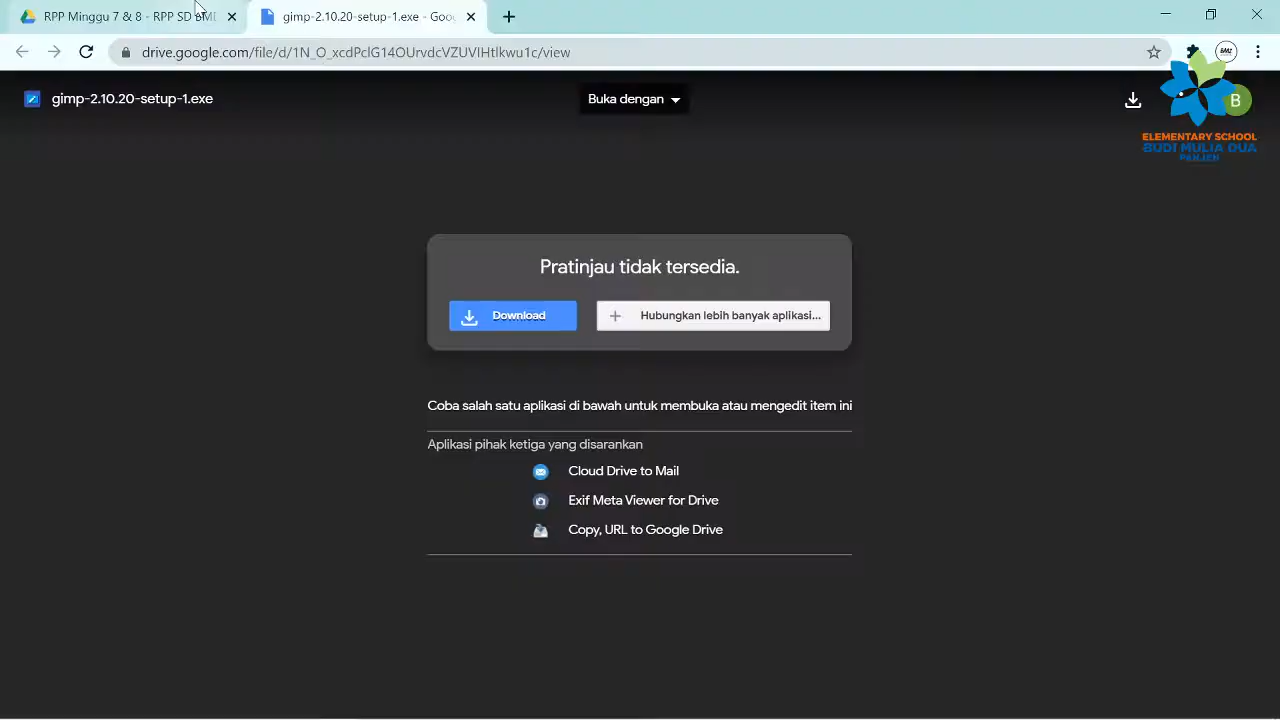 RPP Minggu 7 & 8 - RPP SD BMD
gimp-2.10.20-setup-1.exe - Goo
drive.google.com/file/d/1N_O_xcdPclG14OUrvdcVZUVIHtlkwu1c/view
gimp-2.10.20-setup-1.exe
Buka dengan
B
ELEMENTARY SCHOOL
BUDI MULIA DUA
PANJEN
Pratinjau tidak tersedia.
Download
Hubungkan lebih banyak aplikasi...
Coba salah satu aplikasi di bawah untuk membuka atau mengedit item ini
Aplikasi pihak ketiga yang disarankan
Cloud Drive to Mail
Exif Meta Viewer for Drive
Copy, URL to Google Drive